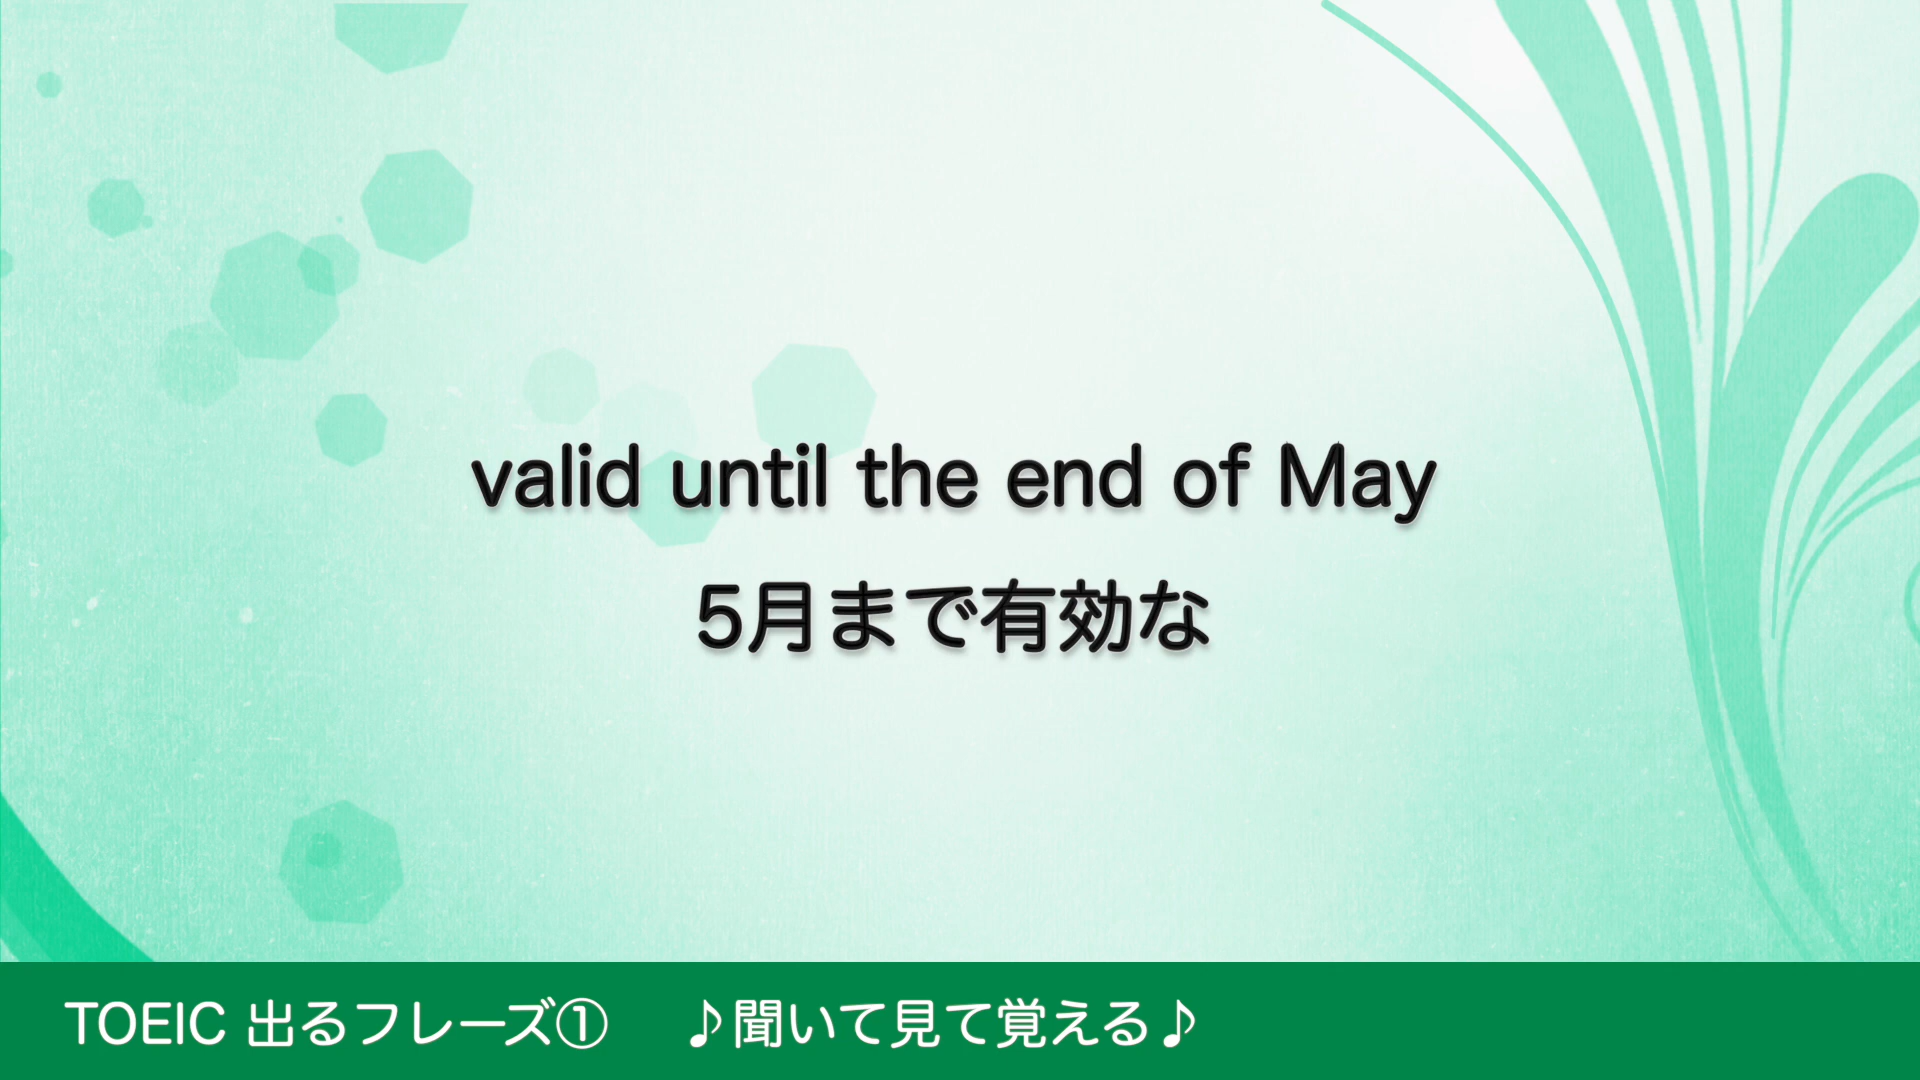 valid until the end of May
5月まで有効な
TOEIC 出るフレーズ① ♪聞いて見て覚える♪